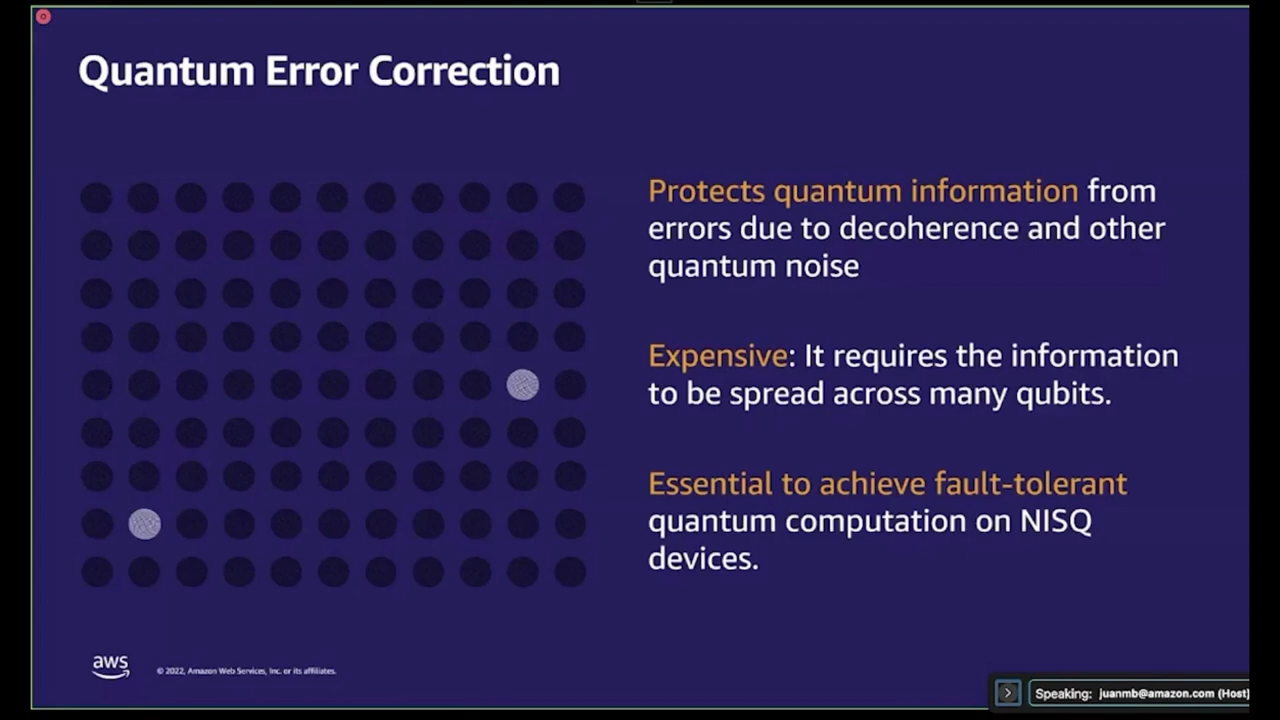 Quantum Error Correction
Protects quantum information from
errors due to decoherence and other
quantum noise
Expensive: It requires the information
to be spread across many qubits.
Essential to achieve fault-tolerant
quantum computation on NISQ
devices.
aws
© 2022, Amazon Web Services, Inc. or its affiliates.
Speaking: juanmb@amazon.com (Host)